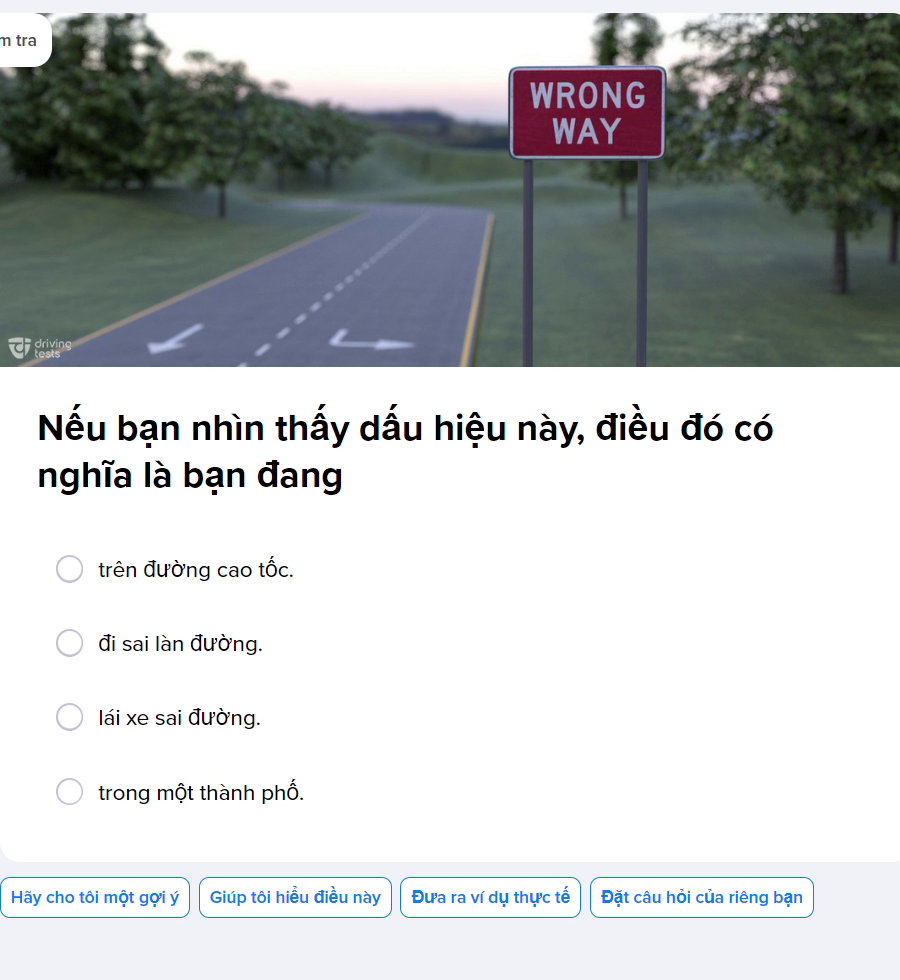 m tra
WRONG
WAY
driving
tests
Nếu bạn nhìn thấy dấu hiệu này, điều đó có
nghĩa là bạn đang
trên đường cao tốc.
đi sai làn đường.
lái xe sai đường.
trong một thành phố.
Hãy cho tôi một gợi ý
Giúp tôi hiểu điều này
Đưa ra ví dụ thực tế
Đặt câu hỏi của riêng bạn